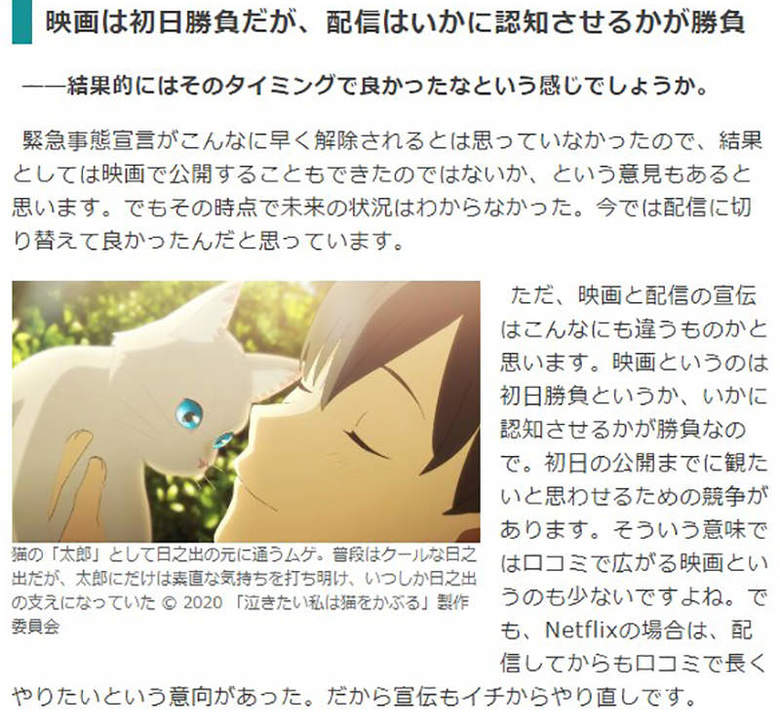 映画は初日勝負だが、配信はいかに認知させるかが勝負
――結果的にはそのタイミングで良かったなという感じでしょうか。
緊急事態宣言がこんなに早く解除されるとは思っていなかったので、結果
としては映画で公開することもできたのではないか、という意見もあると
思います。でもその時点で未来の状況はわからなかった。今では配信に切
り替えて良かったんだと思っています。
猫の「太郎」として日之出の元に通うムゲ。普段はクールな日之
出だが、太郎にだけは素直な気持ちを打ち明け、いつしか日之出
の支えになっていた © 2020 「泣きたい私は猫をかぶる」製作
委員会
ただ、映画と配信の宣伝
はこんなにも違うものかと
思います。映画というのは
初日勝負というか、いかに
認知させるかが勝負なの
で。初日の公開までに観た
いと思わせるための競争が
あります。そういう意味で
は口コミで広がる映画とい
うのも少ないですよね。で
も、Netflixの場合は、配
信してからも口コミで長く
やりたいという意向があった。だから宣伝もイチからやり直しです。